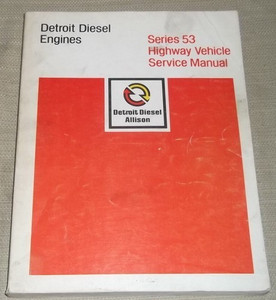 Detroit Diesel
Engines
Series 53
Highway Vehicle
Service Manual
Detroit Diesel
Allison